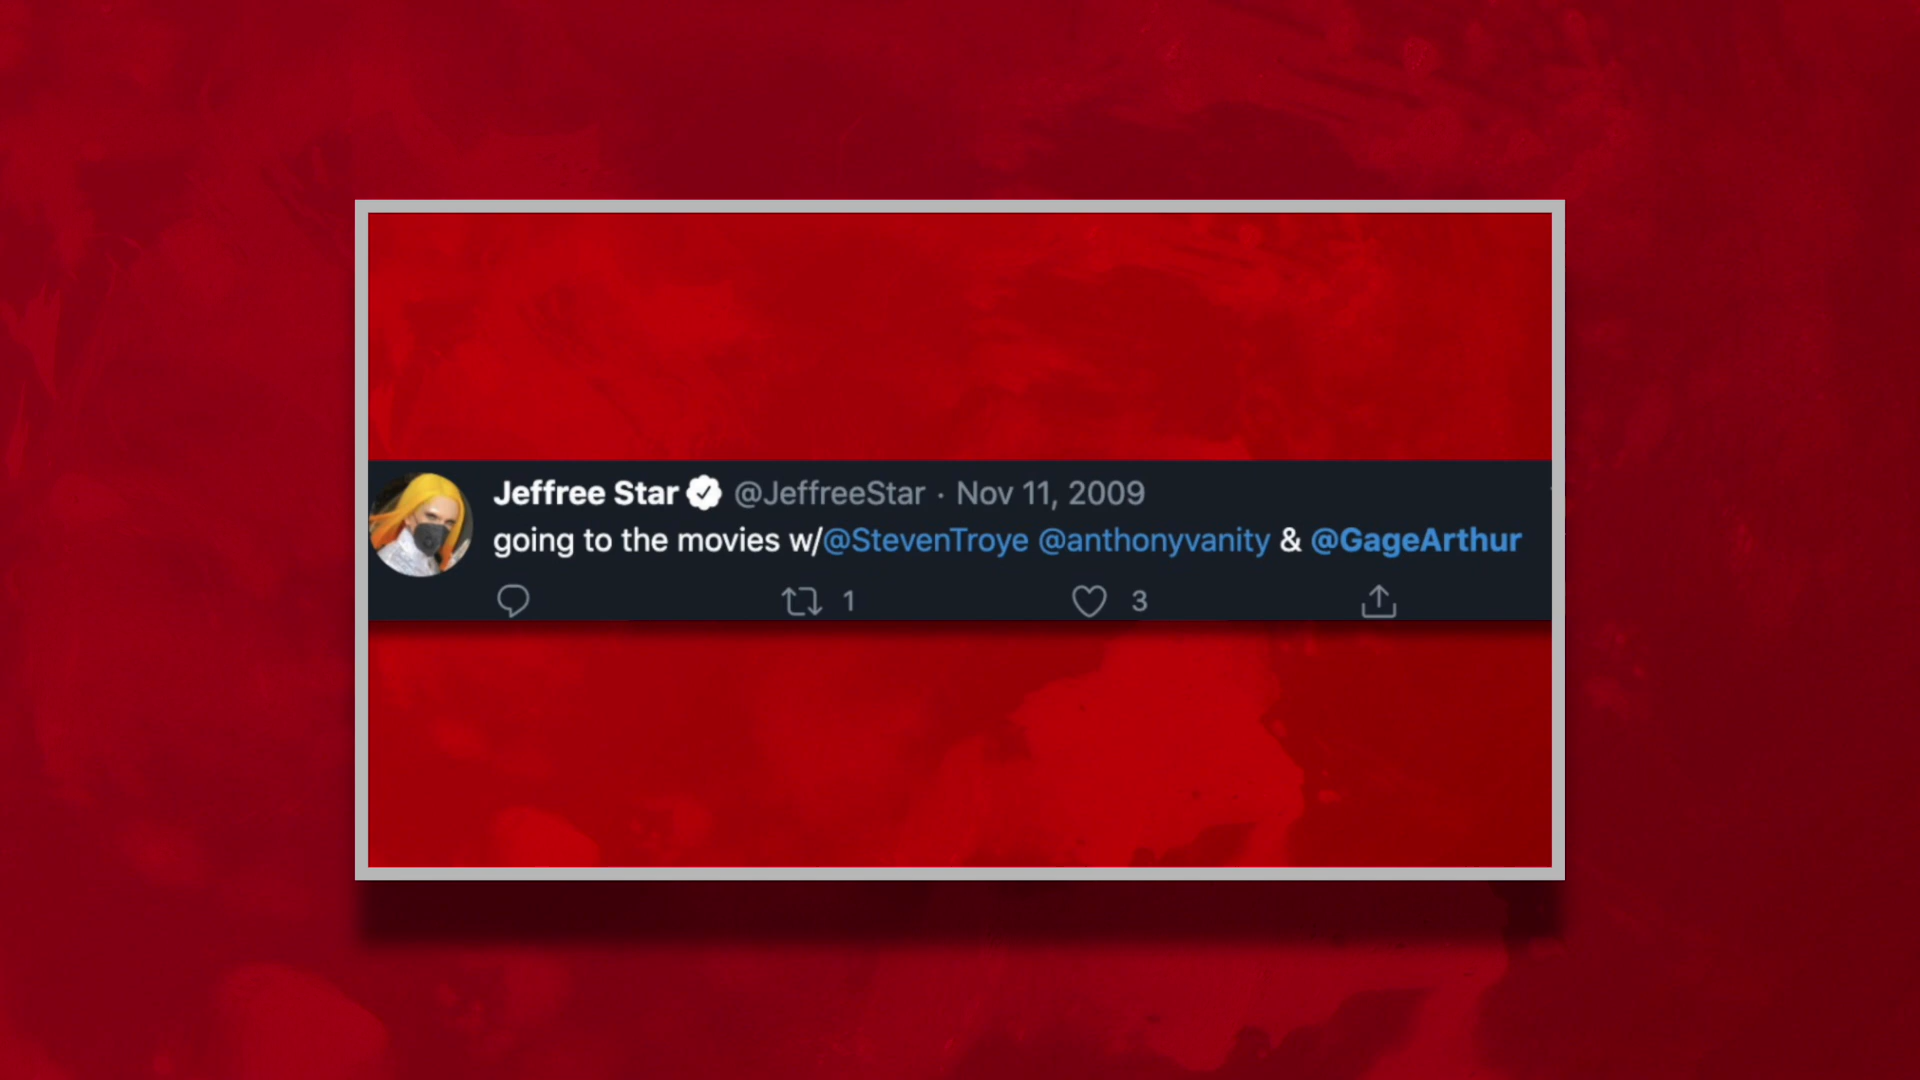 Jeffree Star @JeffreeStar · Nov 11, 2009
going to the movies w/@StevenTroye @anthonyvanity & @GageArthur
1 3